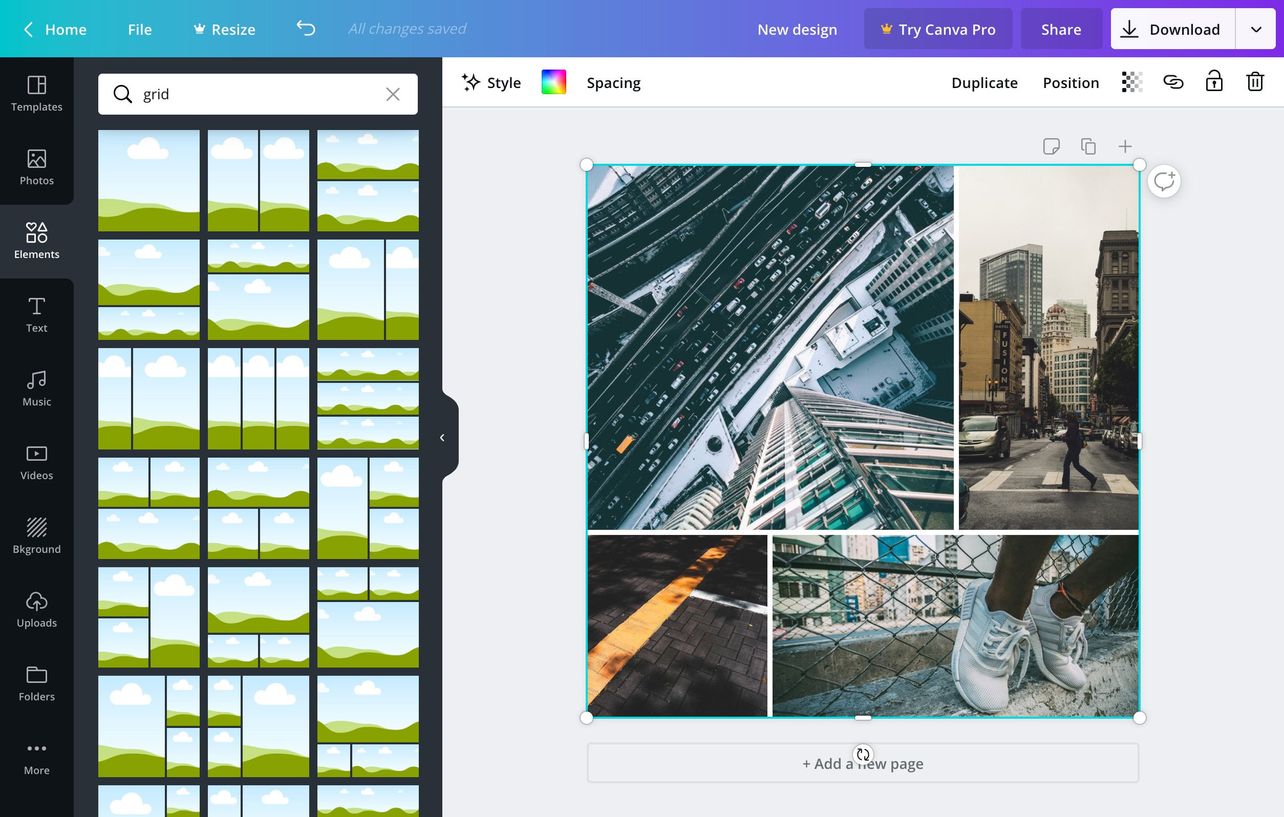 Home
File
Resize
All changes saved
New design
Try Canva Pro
Share
Download
Templates
Photos
Elements
Text
Music
Videos
Bkground
Uploads
Folders
More
grid
Style
Spacing
Duplicate
Position
FUSION
+ Add a new page